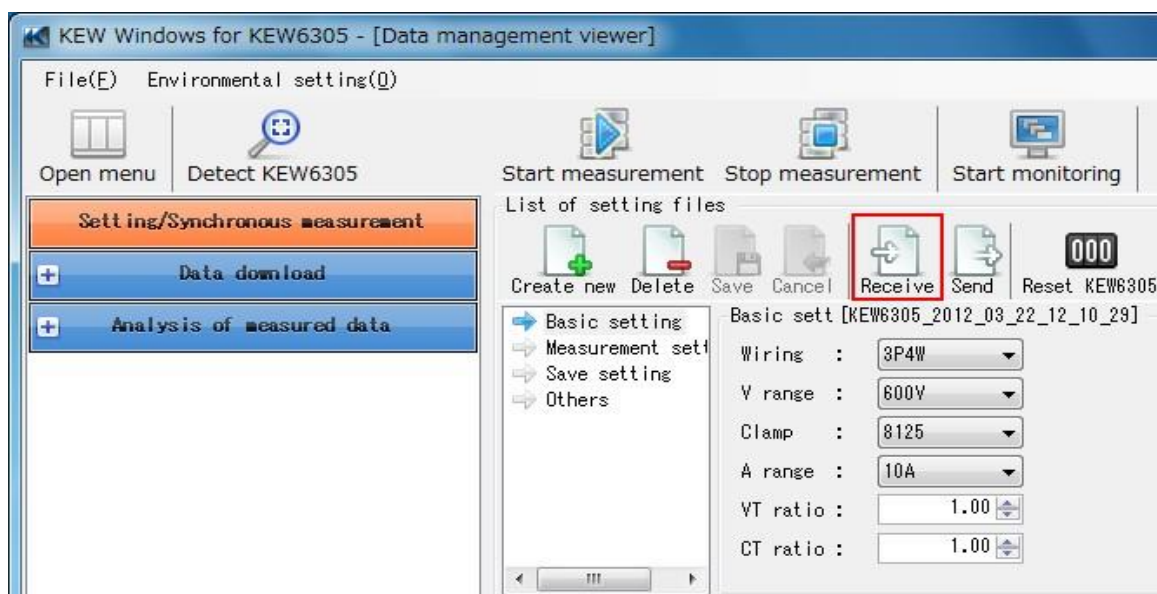 KEW Windows for KEW6305 - [Data management viewer]
File(F) Environmental setting(O)
Open menu Detect KEW6305 Start measurement Stop measurement Start monitoring
Setting/Synchronous measurement
Data download
Analysis of measured data
List of setting files
Create new Delete Save Cancel Receive Send 000 Reset KEW6305
Basic setting
Measurement sett
Save setting
Others
Basic sett [KEW6305_2012_03_22_12_10_29]
Wiring : 3P4W
V range : 600V
Clamp : 8125
A range : 10A
VT ratio : 1.00
CT ratio : 1.00